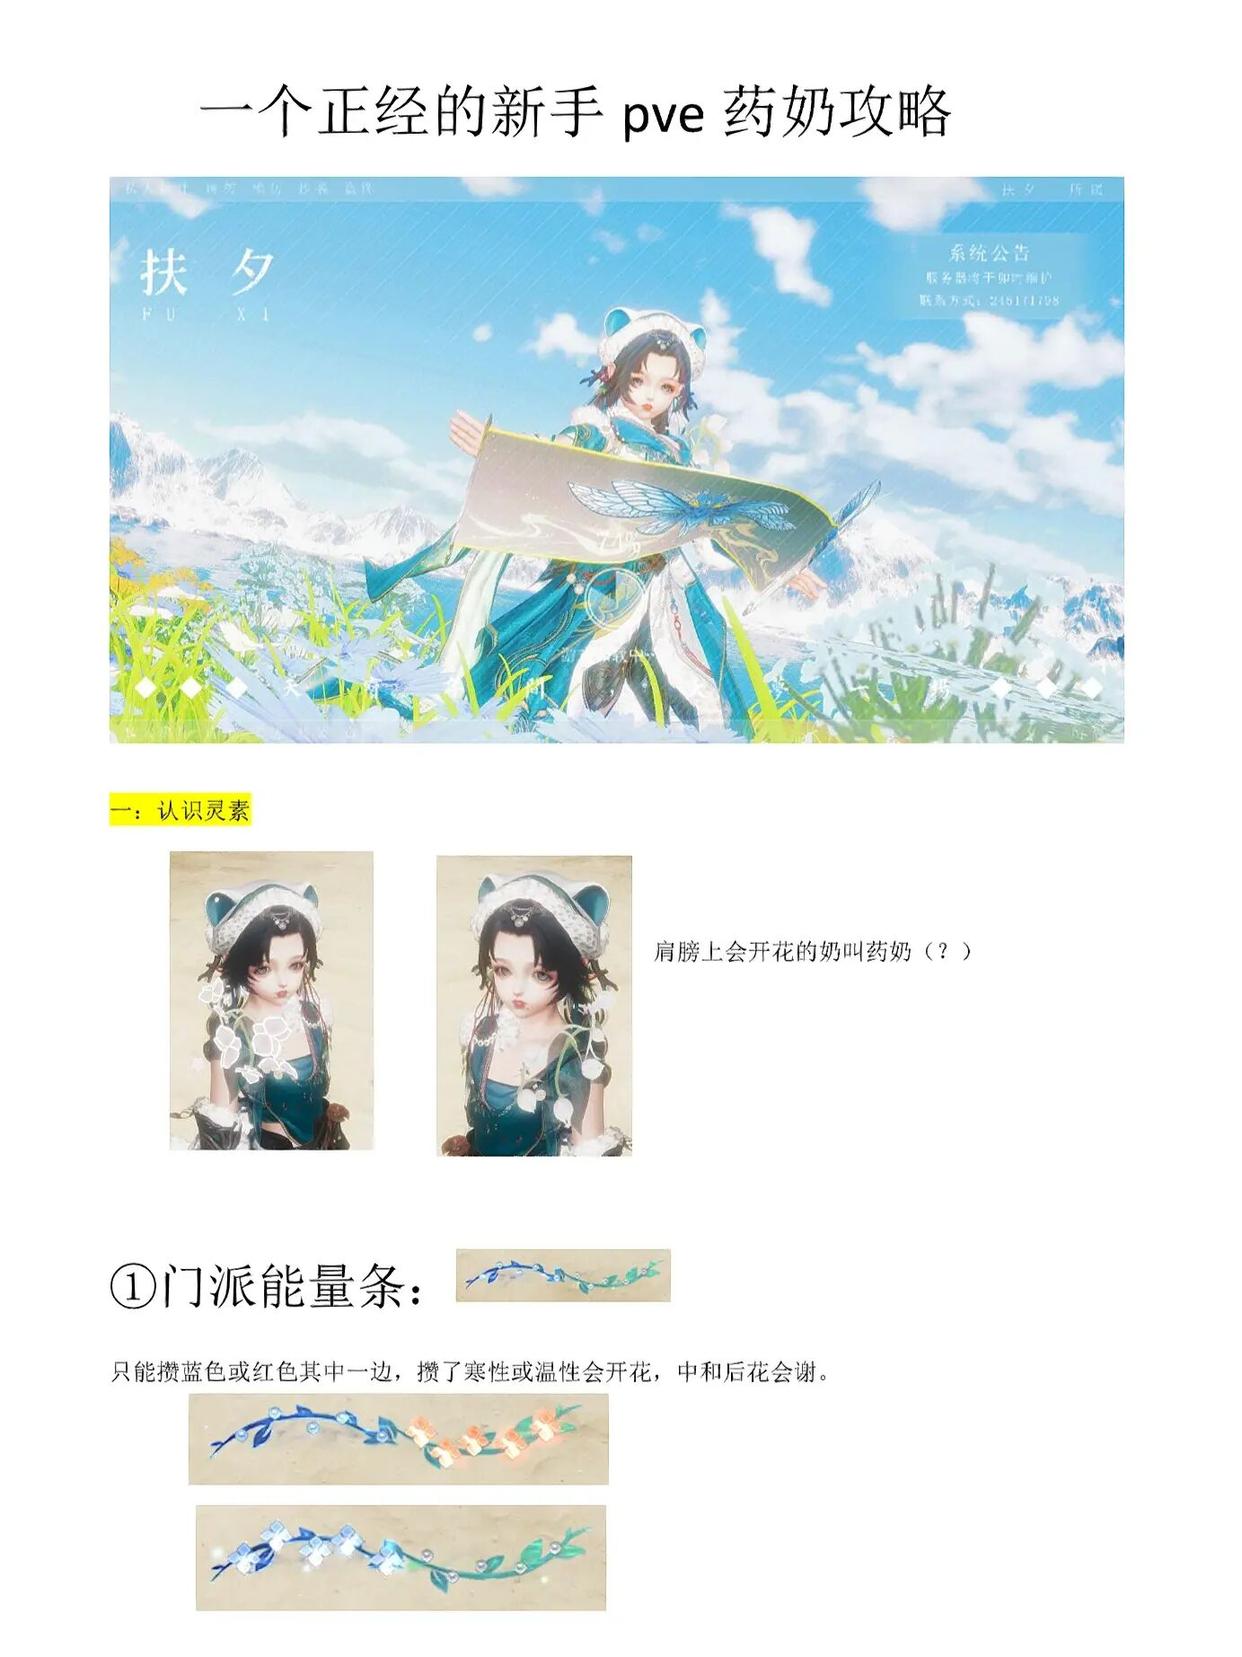 一个正经的新手 pve 药奶攻略
扶夕 所属
扶 夕
FU XI
系统公告
服务器将于卯时维护
联系方式：246171798
74%
一：认识灵素
肩膀上会开花的奶叫药奶（？）
①门派能量条：
只能攒蓝色或红色其中一边，攒了寒性或温性会开花，中和后花会谢。